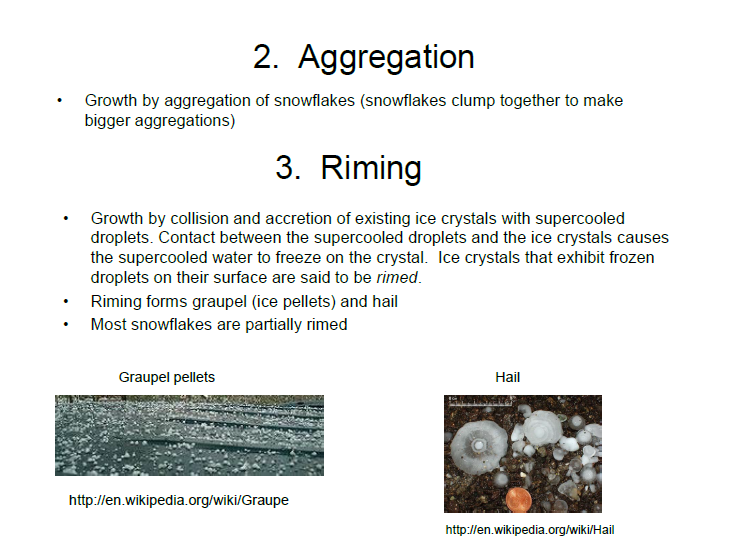 2. Aggregation
• Growth by aggregation of snowflakes (snowflakes clump together to make
bigger aggregations)
3. Riming
• Growth by collision and accretion of existing ice crystals with supercooled
droplets. Contact between the supercooled droplets and the ice crystals causes
the supercooled water to freeze on the crystal. Ice crystals that exhibit frozen
droplets on their surface are said to be rimed.
• Riming forms graupel (ice pellets) and hail
• Most snowflakes are partially rimed
Graupel pellets
Hail
http://en.wikipedia.org/wiki/Graupe
http://en.wikipedia.org/wiki/Hail